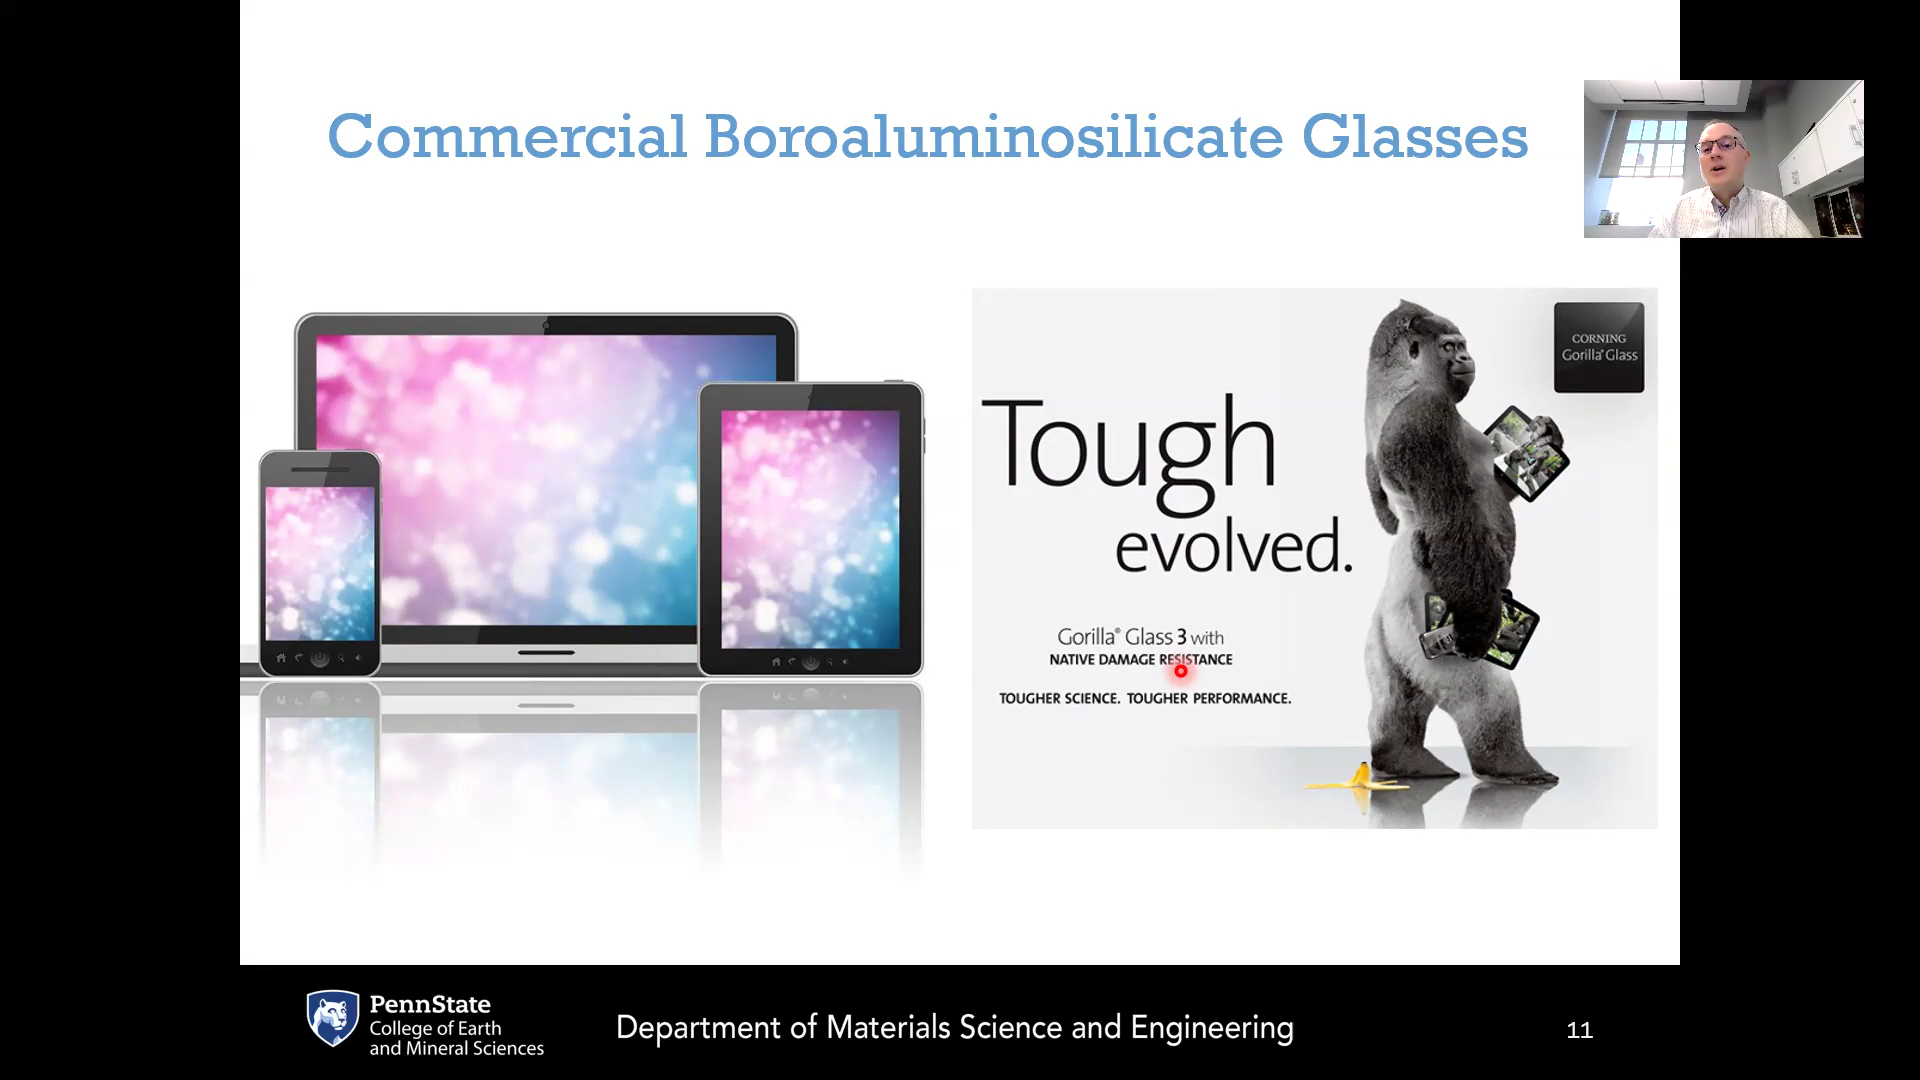 Commercial Boroaluminosilicate Glasses
CORNING
Gorilla® Glass
Tough
evolved.
Gorilla® Glass 3 with
NATIVE DAMAGE RESISTANCE
TOUGHER SCIENCE. TOUGHER PERFORMANCE.
PennState
College of Earth
and Mineral Sciences
Department of Materials Science and Engineering
11